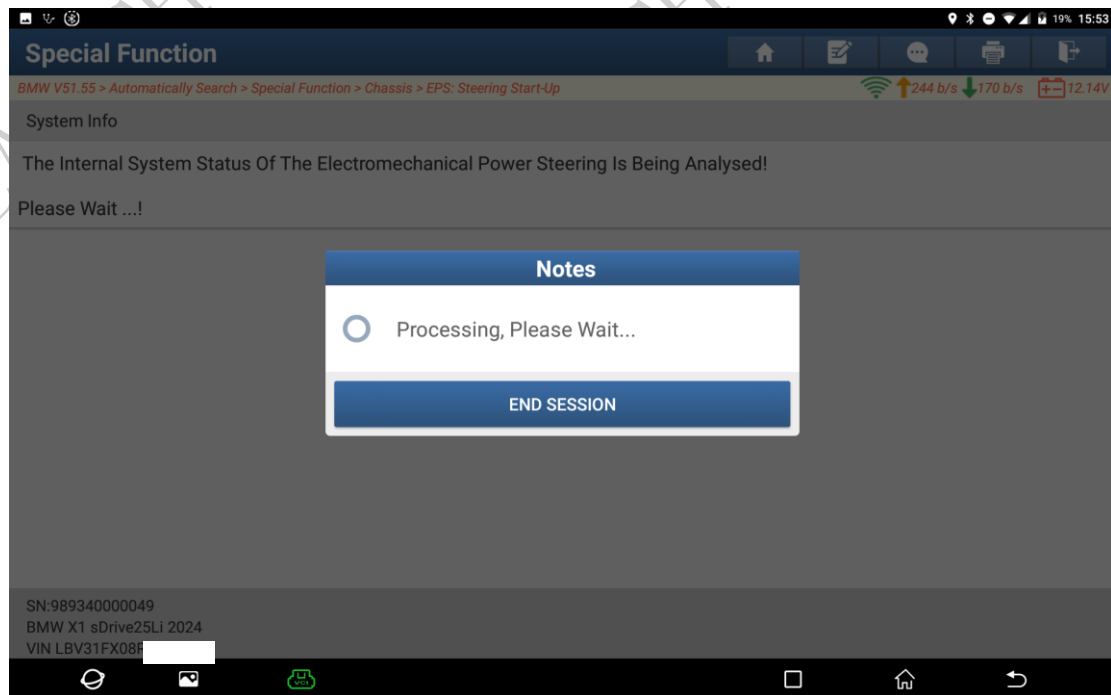 19% 15:53
Special Function
BMW V51.55 > Automatically Search > Special Function > Chassis > EPS: Steering Start-Up
244 b/s 170 b/s 12.14V
System Info
The Internal System Status Of The Electromechanical Power Steering Is Being Analysed!
Please Wait ...!
Notes
Processing, Please Wait...
END SESSION
SN:989340000049
BMW X1 sDrive25Li 2024
VIN LBV31FX08
VCI